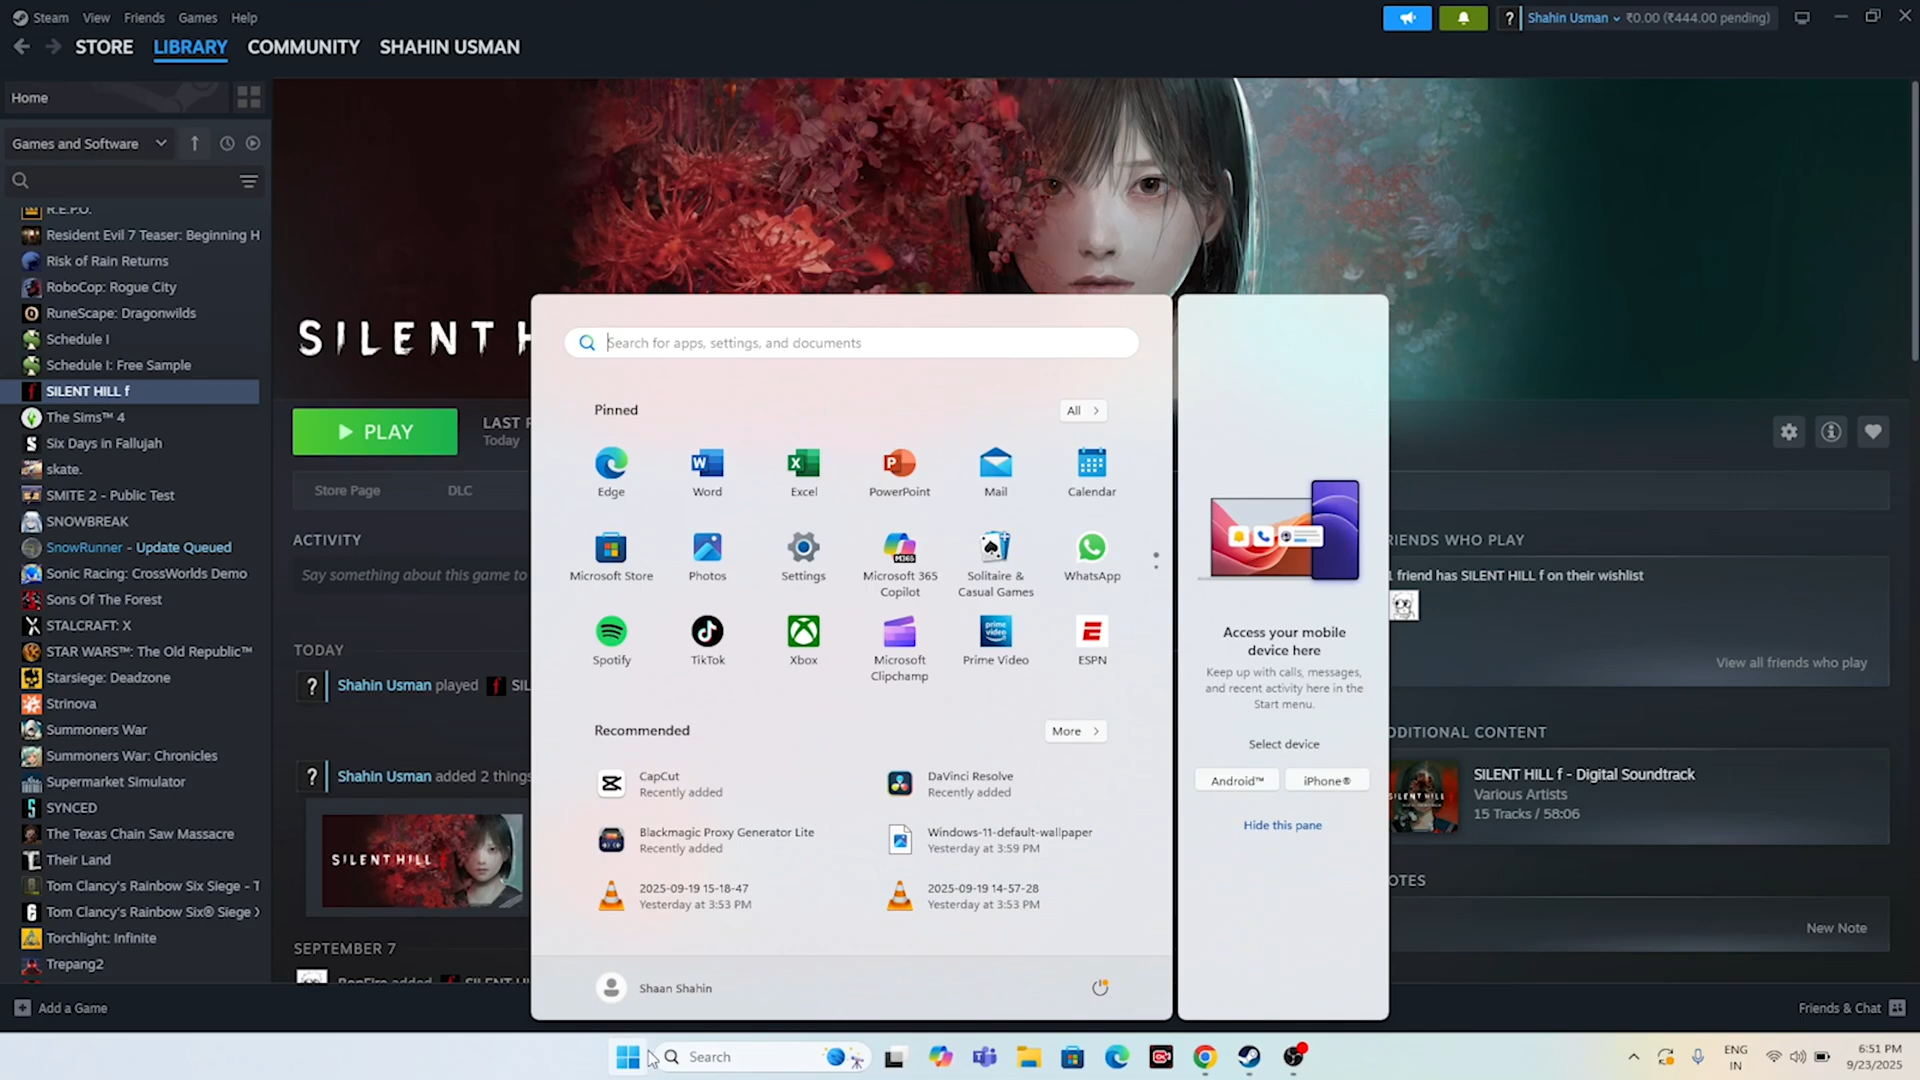 Steam View Friends Games Help
? Shahin Usman ₹0.00 (₹444.00 pending)
STORE LIBRARY COMMUNITY SHAHIN USMAN
Home
Games and Software
R.E.P.O.
Resident Evil 7 Teaser: Beginning H
Risk of Rain Returns
RoboCop: Rogue City
RuneScape: Dragonwilds
Schedule I
Schedule I: Free Sample
SILENT HILL f
The Sims™ 4
Six Days in Fallujah
skate.
SMITE 2 - Public Test
SNOWBREAK
SnowRunner - Update Queued
Sonic Racing: CrossWorlds Demo
Sons Of The Forest
STALCRAFT: X
STAR WARS™: The Old Republic™
Starsiege: Deadzone
Strinova
Summoners War
Summoners War: Chronicles
Supermarket Simulator
SYNCED
The Texas Chain Saw Massacre
Their Land
Tom Clancy's Rainbow Six Siege - T
Tom Clancy's Rainbow Six® Siege X
Torchlight: Infinite
Trepang2
Add a Game
SILENT H
PLAY
LAST P
Today
Store Page DLC
ACTIVITY
Say something about this game to
TODAY
? Shahin Usman played SIL
? Shahin Usman added 2 things
SILENT HILL
SEPTEMBER 7
Search for apps, settings, and documents
Pinned
All
Edge
Word
Excel
PowerPoint
Mail
Calendar
Microsoft Store
Photos
Settings
M365
Microsoft 365
Copilot
Solitaire &
Casual Games
WhatsApp
Spotify
TikTok
Xbox
Microsoft
Clipchamp
prime
video
Prime Video
ESPN
Recommended
More
CapCut
Recently added
DaVinci Resolve
Recently added
Blackmagic Proxy Generator Lite
Recently added
Windows-11-default-wallpaper
Yesterday at 3:59 PM
2025-09-19 15-18-47
Yesterday at 3:53 PM
2025-09-19 14-57-28
Yesterday at 3:53 PM
Shaan Shahin
Access your mobile
device here
Keep up with calls, messages,
and recent activity here in the
Start menu.
Select device
Android™ iPhone®
Hide this pane
RIENDS WHO PLAY
1 friend has SILENT HILL f on their wishlist
View all friends who play
DDITIONAL CONTENT
SILENT HILL f - Digital Soundtrack
Various Artists
15 Tracks / 58:06
OTES
New Note
Friends & Chat
Search
ENG
IN
6:51 PM
9/23/2025